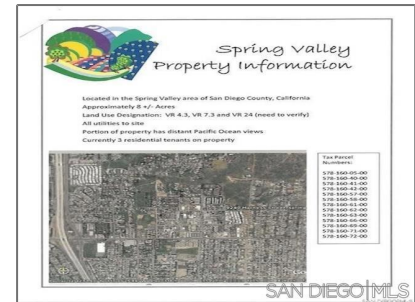 Spring Valley
Property Information
Located in the Spring Valley area of San Diego County, California
Approximately 8 +/- Acres
Land Use Designation: VR 4.3, VR 7.3 and VR 24 (need to verify)
All utilities to site
Portion of property has distant Pacific Ocean views
Currently 3 residential tenants on property
Tax Parcel
Numbers:
578-160-05-00
578-160-40-00
578-160-41-00
578-160-42-00
578-160-57-00
578-160-58-00
578-160-61-00
578-160-62-00
578-160-63-00
578-160-66-00
578-160-69-00
578-160-71-00
578-160-72-00
SAN DIEGO MLS